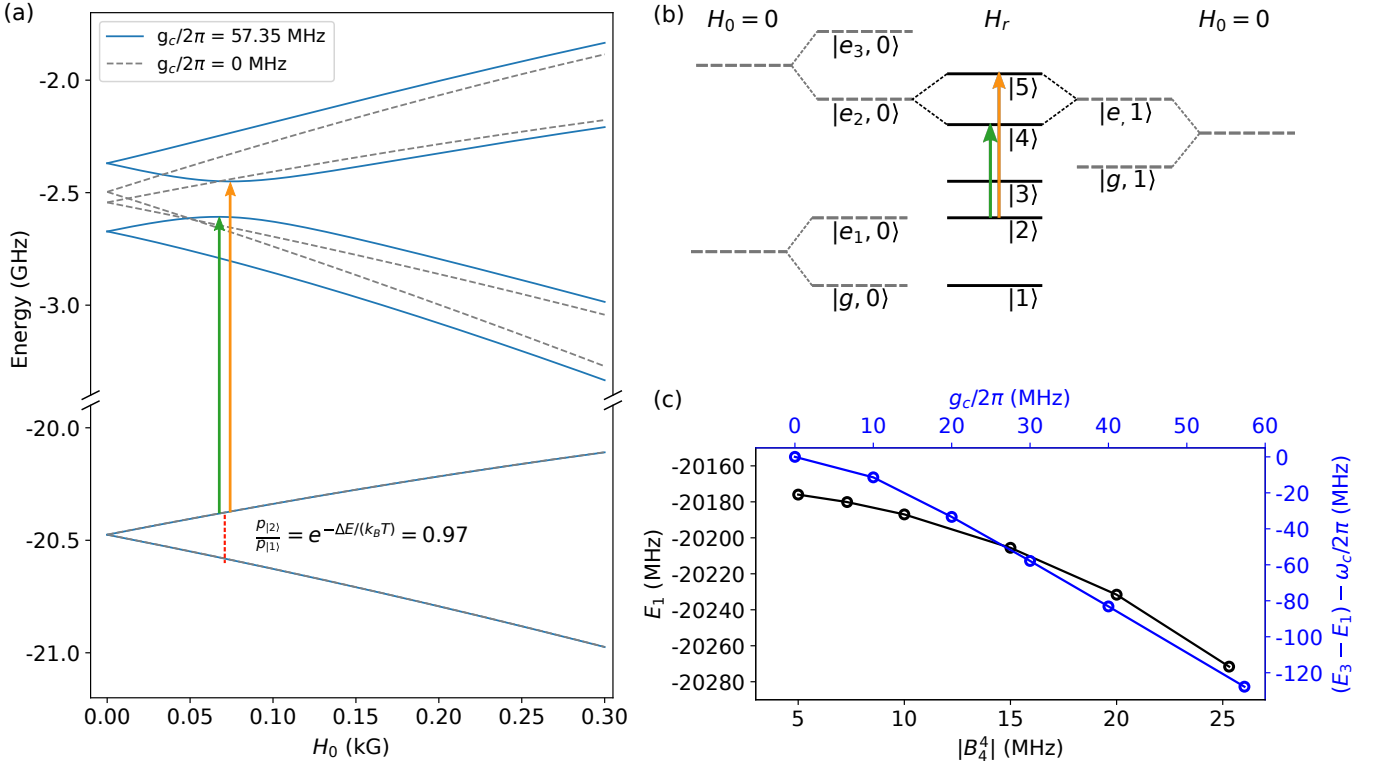 (a)
g_c/2π = 57.35 MHz
g_c/2π = 0 MHz
Energy (GHz)
-2.0
-2.5
-3.0
-20.0
-20.5
-21.0
p_{|2⟩}/p_{|1⟩} = e^{−ΔE/(k_BT)} = 0.97
0.00 0.05 0.10 0.15 0.20 0.25 0.30
H_0 (kG)
(b)
H_0 = 0 H_r H_0 = 0
|e_3, 0⟩
|5⟩
|e_2, 0⟩ |e, 1⟩
|4⟩
|g, 1⟩
|3⟩
|e_1, 0⟩ |2⟩
|g, 0⟩ |1⟩
(c)
g_c/2π (MHz)
0 10 20 30 40 50 60
E_1 (MHz)
-20160
-20180
-20200
-20220
-20240
-20260
-20280
0
-20
-40
-60
-80
-100
-120
(E_3 − E_1) − ω_c/2π (MHz)
5 10 15 20 25
|B_4^4| (MHz)